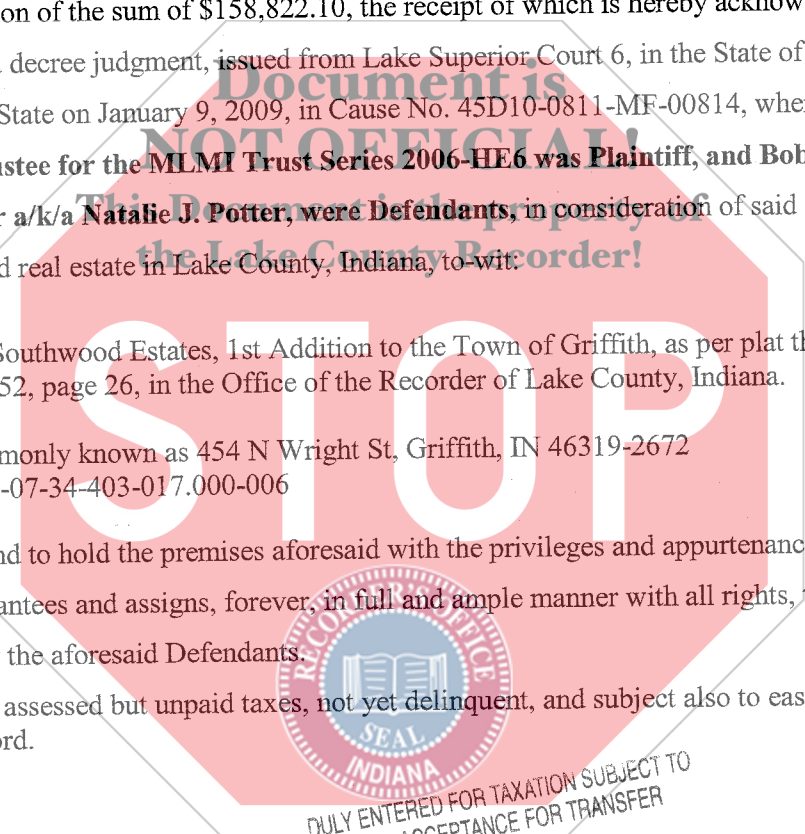 on of the sum of $158,822.10, the receipt of which is hereby acknow
decree judgment, issued from Lake Superior Court 6, in the State of
Document is
State on January 9, 2009, in Cause No. 45D10-0811-MF-00814, whe
NOT OFFICIAL!
ustee for the MLMI Trust Series 2006-HE6 was Plaintiff, and Bob
This Document is the property of
r a/k/a Natalie J. Potter, were Defendants, in consideration of said
the Lake County Recorder!
d real estate in Lake County, Indiana, to-wit:
STOP
Southwood Estates, 1st Addition to the Town of Griffith, as per plat th
52, page 26, in the Office of the Recorder of Lake County, Indiana.
monly known as 454 N Wright St, Griffith, IN 46319-2672
-07-34-403-017.000-006
nd to hold the premises aforesaid with the privileges and appurtenanc
antees and assigns, forever, in full and ample manner with all rights,
the aforesaid Defendants.
RECORDER'S OFFICE
assessed but unpaid taxes, not yet delinquent, and subject also to eas
ord.
SEAL
INDIANA
DULY ENTERED FOR TAXATION SUBJECT TO
ACCEPTANCE FOR TRANSFER